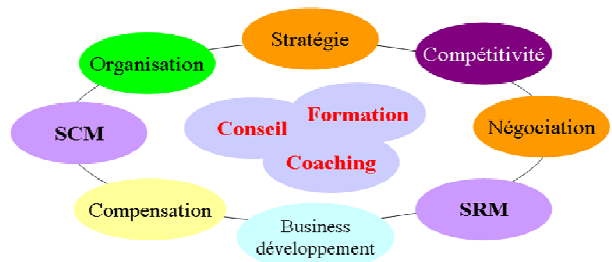 Stratégie
Organisation
Compétitivité
Formation
Conseil
Négociation
SCM
Coaching
Compensation
SRM
Business
développement